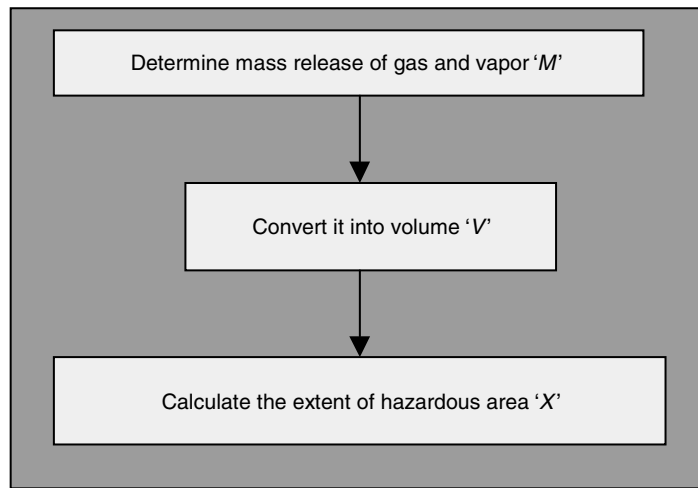 Determine mass release of gas and vapor ‘M’
Convert it into volume ‘V’
Calculate the extent of hazardous area ‘X’